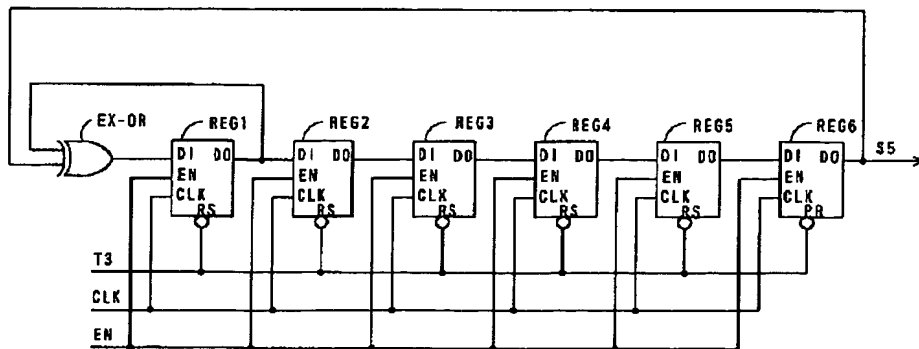 EX-OR REG1 REG2 REG3 REG4 REG5 REG6
S5
DI DO DI DO DI DO DI DO DI DO DI DO
EN EN EN EN EN EN
CLK CLK CLK CLK CLK CLK
RS RS RS RS RS PR
T3
CLK
EN